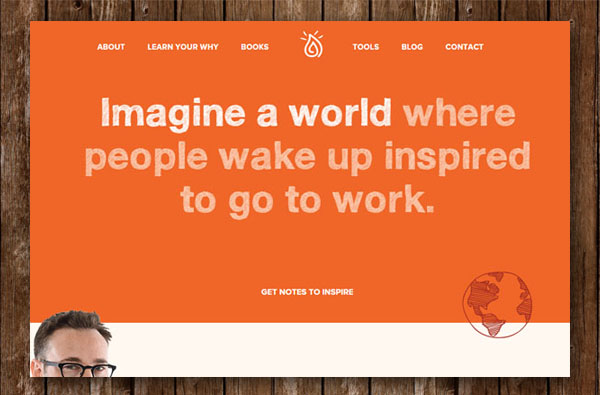 ABOUT LEARN YOUR WHY BOOKS TOOLS BLOG CONTACT
Imagine a world where
people wake up inspired
to go to work.
GET NOTES TO INSPIRE